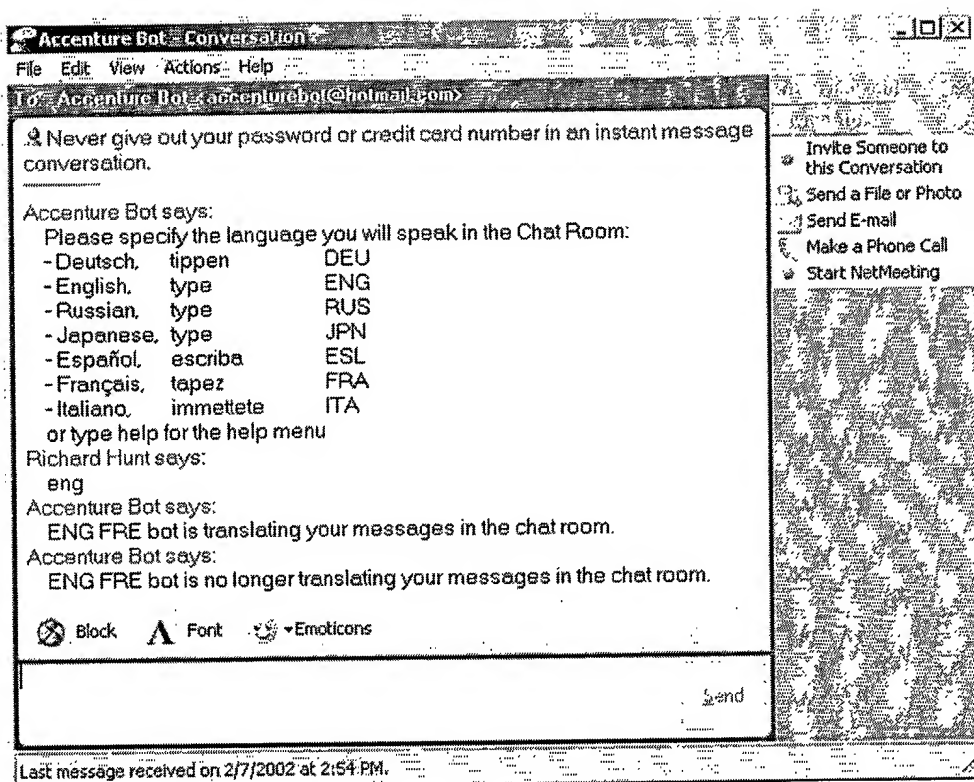 Accenture Bot - Conversation
File Edit View Actions Help
To: Accenture Bot <accenturebot@hotmail.com>
Never give out your password or credit card number in an instant message
conversation.
Accenture Bot says:
Please specify the language you will speak in the Chat Room:
- Deutsch, tippen DEU
- English, type ENG
- Russian, type RUS
- Japanese, type JPN
- Español, escriba ESL
- Français, tapez FRA
- Italiano, immettete ITA
or type help for the help menu
Richard Hunt says:
eng
Accenture Bot says:
ENG FRE bot is translating your messages in the chat room.
Accenture Bot says:
ENG FRE bot is no longer translating your messages in the chat room.
Block Font Emoticons
Send
Last message received on 2/7/2002 at 2:54 PM.
Invite Someone to
this Conversation
Send a File or Photo
Send E-mail
Make a Phone Call
Start NetMeeting